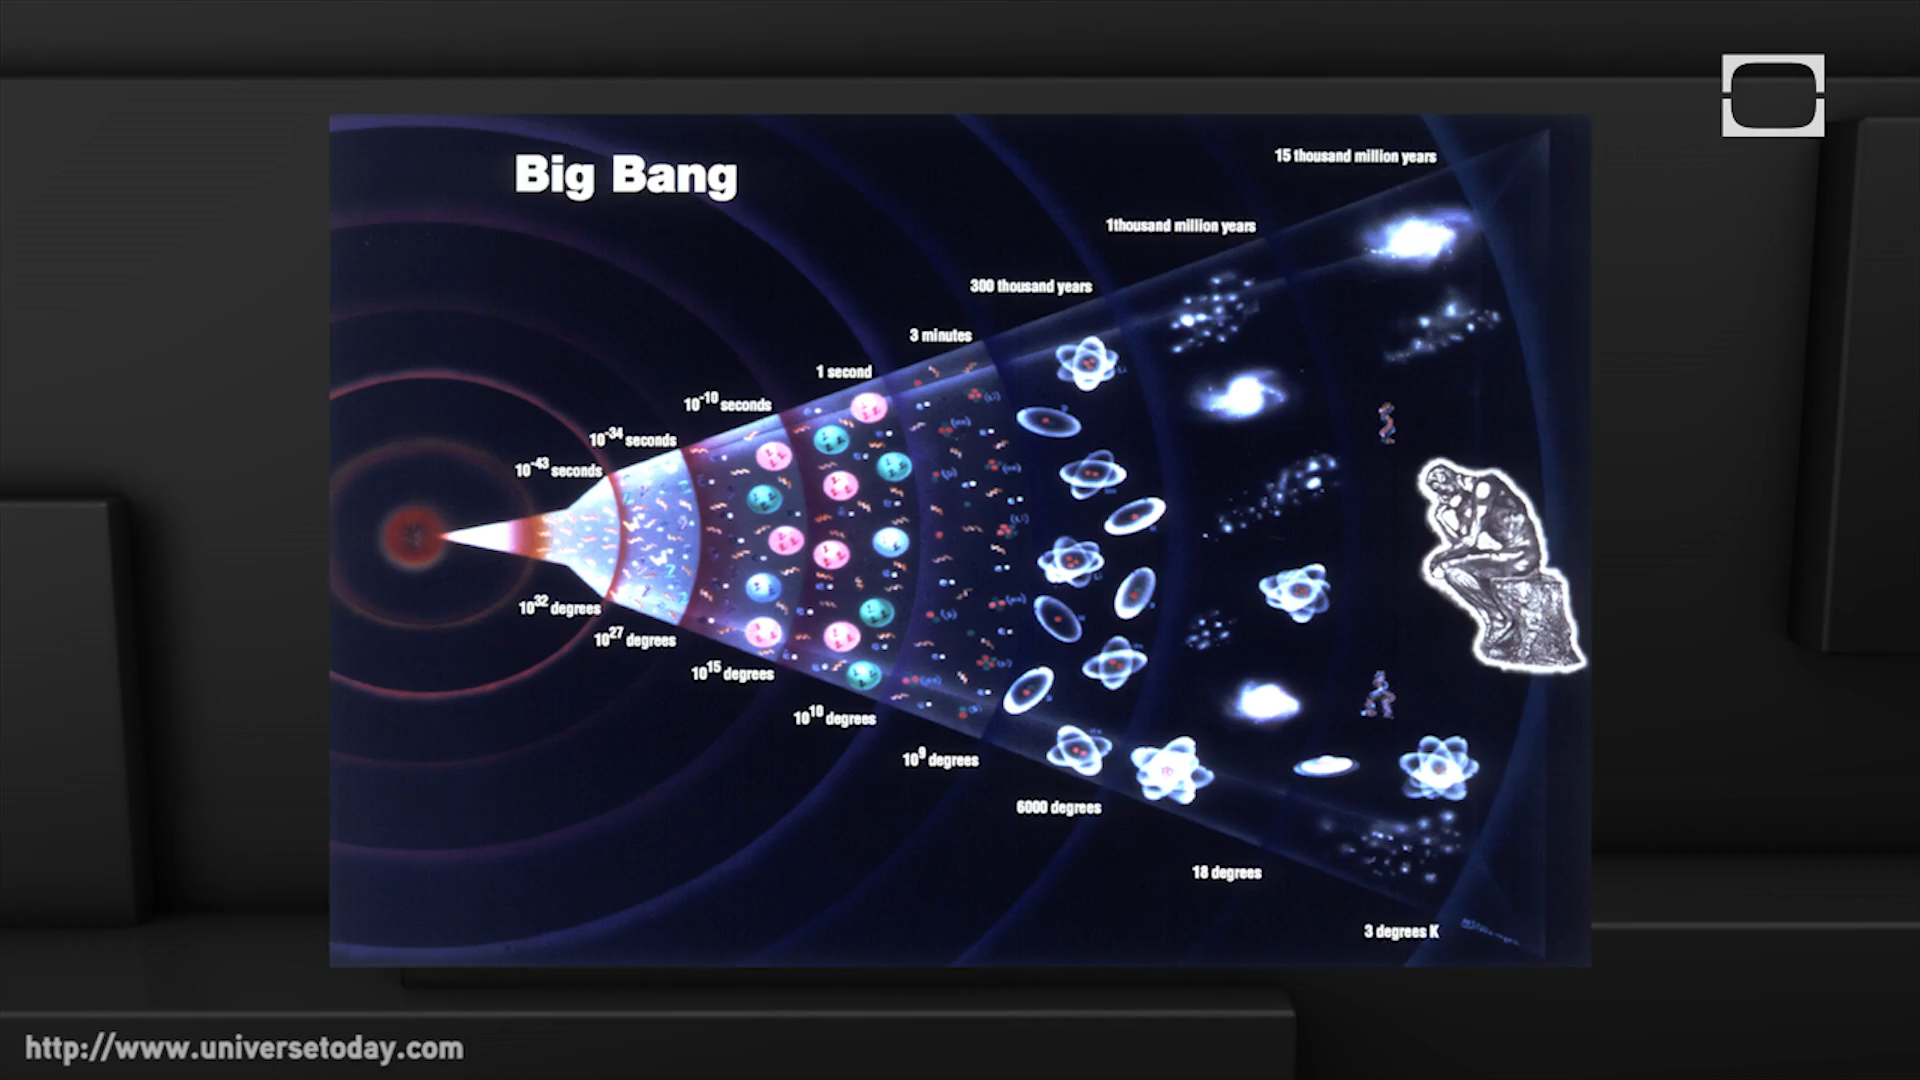 Big Bang
15 thousand million years
1thousand million years
300 thousand years
3 minutes
1 second
10-10 seconds
10-34 seconds
10-43 seconds
1032 degrees
1027 degrees
1015 degrees
1010 degrees
109 degrees
6000 degrees
18 degrees
3 degrees K
http://www.universetoday.com